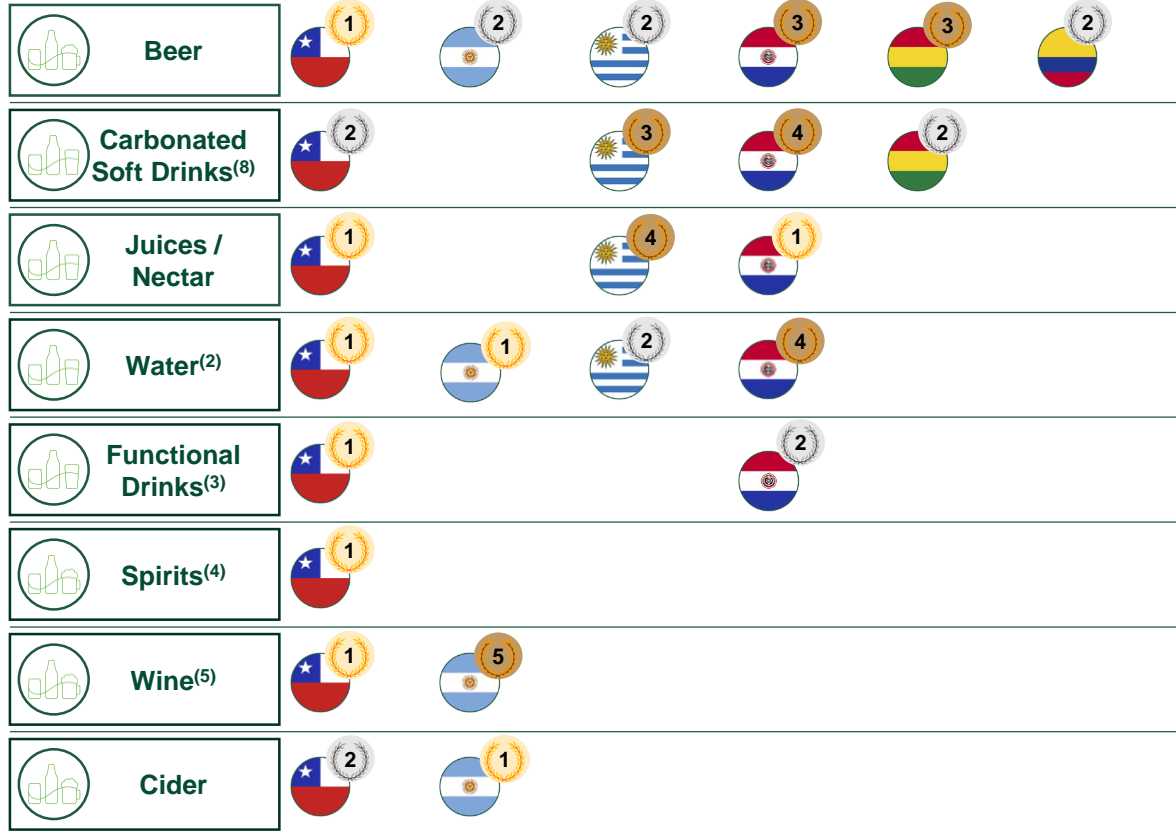 Beer
1
2
2
3
3
2
Carbonated
Soft Drinks(8)
2
3
4
2
Juices /
Nectar
1
4
1
Water(2)
1
1
2
4
Functional
Drinks(3)
1
2
Spirits(4)
1
Wine(5)
1
5
Cider
2
1